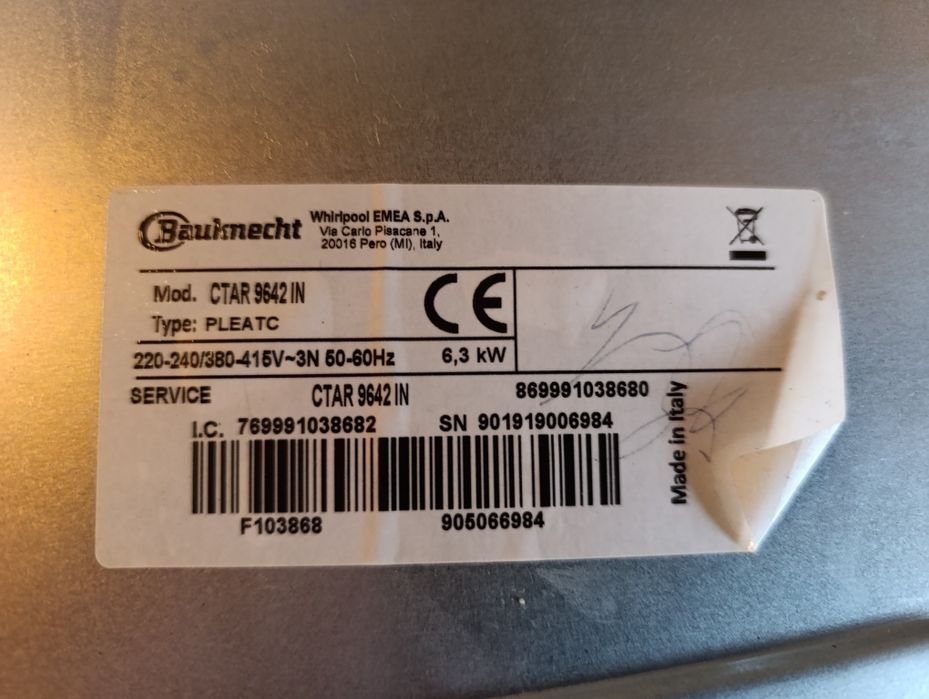 Bauknecht
Whirlpool EMEA S.p.A.
Via Carlo Pisacane 1,
20016 Pero (MI), Italy
Mod. CTAR 9642 IN
Type: PLEATC
CE
220-240/380-415V~3N 50-60Hz 6,3 kW
SERVICE CTAR 9642 IN 869991038680
I.C. 769991038682 SN 901919006984
F103868 905066984
Made in Italy